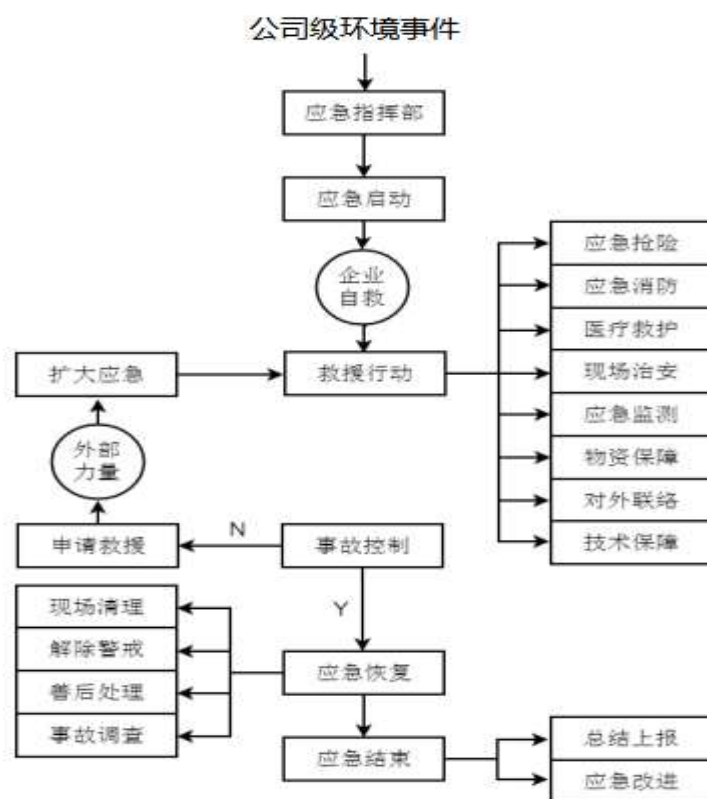 公司级环境事件
应急指挥部
应急启动
企业
自救
应急抢险
应急消防
医疗救护
现场治安
应急监测
物资保障
对外联络
技术保障
扩大应急
救援行动
外部
力量
申请救援
N
事故控制
Y
现场清理
解除警戒
善后处理
事故调查
应急恢复
应急结束
总结上报
应急改进